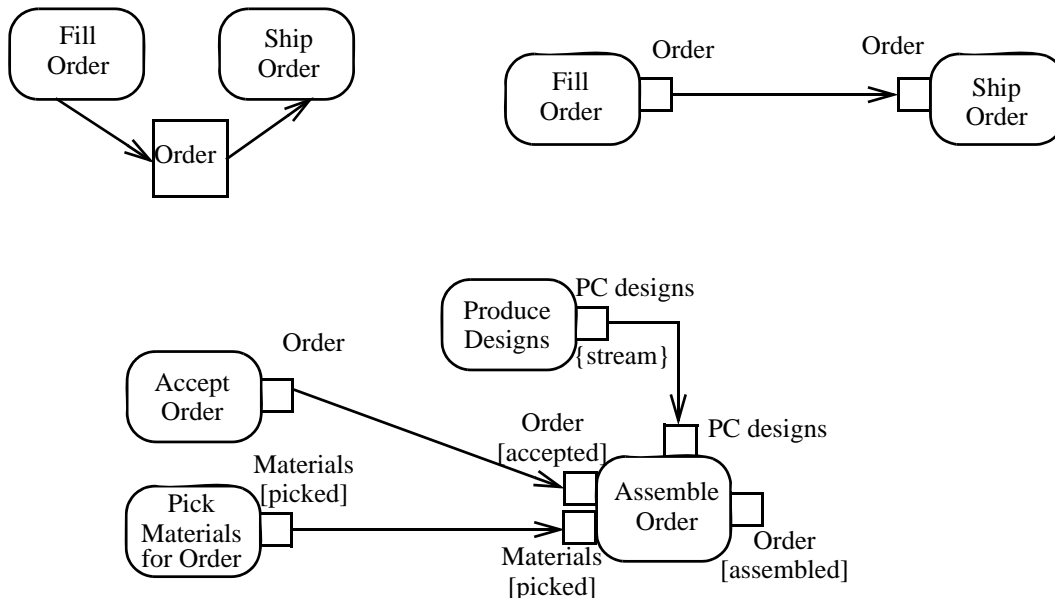 Fill
Order
Ship
Order
Order
Order
Order
Fill
Order
Ship
Order
PC designs
Produce
Designs
{stream}
Order
Accept
Order
PC designs
Order
[accepted]
Materials
[picked]
Assemble
Order
Pick
Materials
for Order
Materials
[picked]
Order
[assembled]